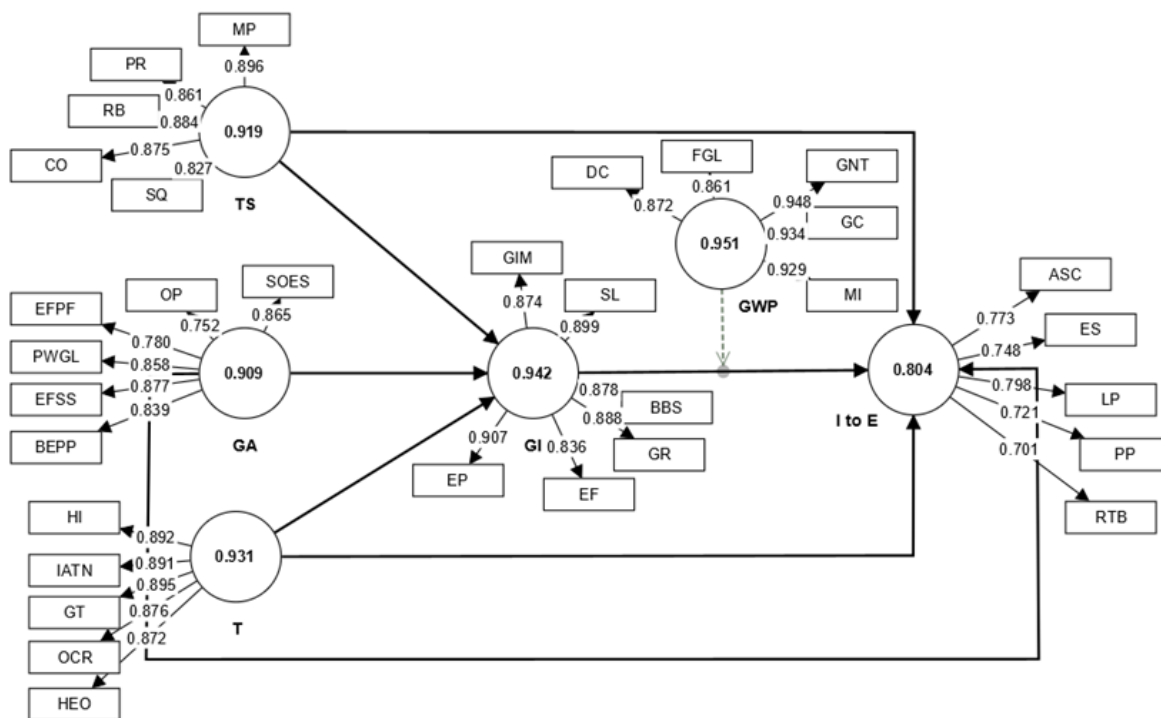 MP
PR
0.896
0.861
RB
0.884
0.919
CO
0.875
0.827
SQ
TS
FGL
DC
GNT
0.861
0.872
0.948
GC
0.934
0.951
0.929
MI
GWP
GIM
SL
0.874
0.899
SOES
OP
EFPF
0.865
0.752
0.780
PWGL
0.858
0.909
EFSS
0.877
0.839
BEPP
GA
0.942
0.878
BBS
0.888
GR
GI
0.907
0.836
EP
EF
ASC
0.773
ES
0.748
0.804
0.798
LP
0.721
I to E
PP
0.701
RTB
HI
0.892
IATN
0.891
0.931
0.895
GT
0.876
T
0.872
OCR
HEO